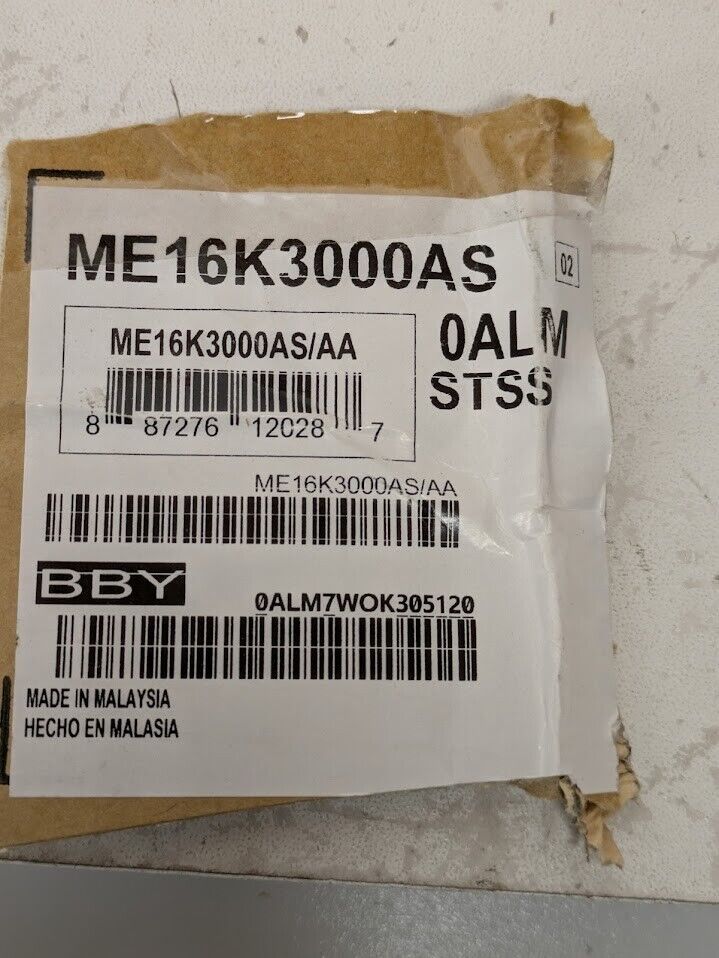 ME16K3000AS
02
ME16K3000AS/AA
8 87276 12028 7
0ALM
STSS
ME16K3000AS/AA
BBY
0ALM7WOK305120
MADE IN MALAYSIA
HECHO EN MALASIA